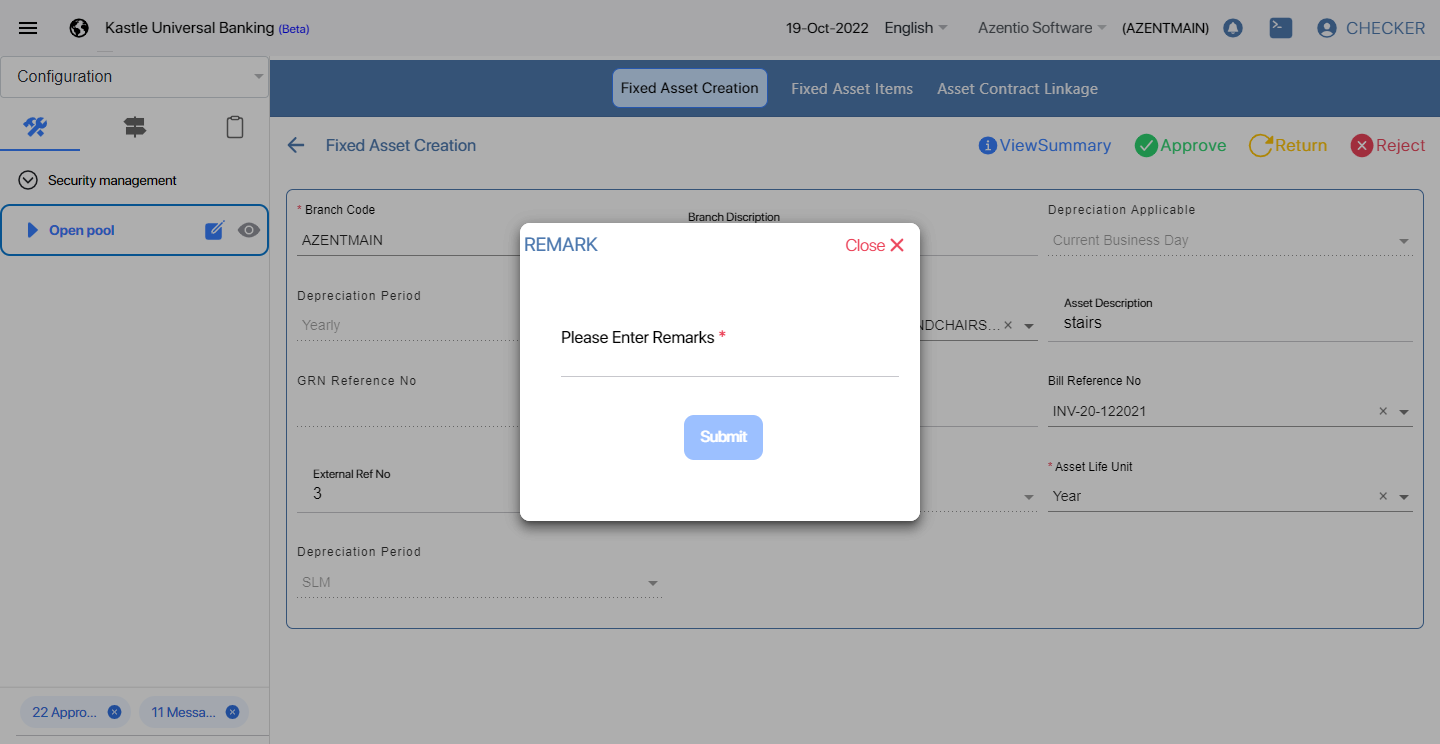 Kastle Universal Banking (Beta)
19-Oct-2022 English Azentio Software (AZENTMAIN) CHECKER
Configuration
Fixed Asset Creation Fixed Asset Items Asset Contract Linkage
Fixed Asset Creation
ViewSummary Approve Return Reject
Security management
Open pool
* Branch Code
AZENTMAIN
Branch Discription
Depreciation Applicable
Current Business Day
REMARK
Close
Please Enter Remarks *
Submit
Depreciation Period
Yearly
NDCHAIRS...
Asset Description
stairs
GRN Reference No
Bill Reference No
INV-20-122021
External Ref No
3
* Asset Life Unit
Year
Depreciation Period
SLM
22 Appro...
11 Messa...